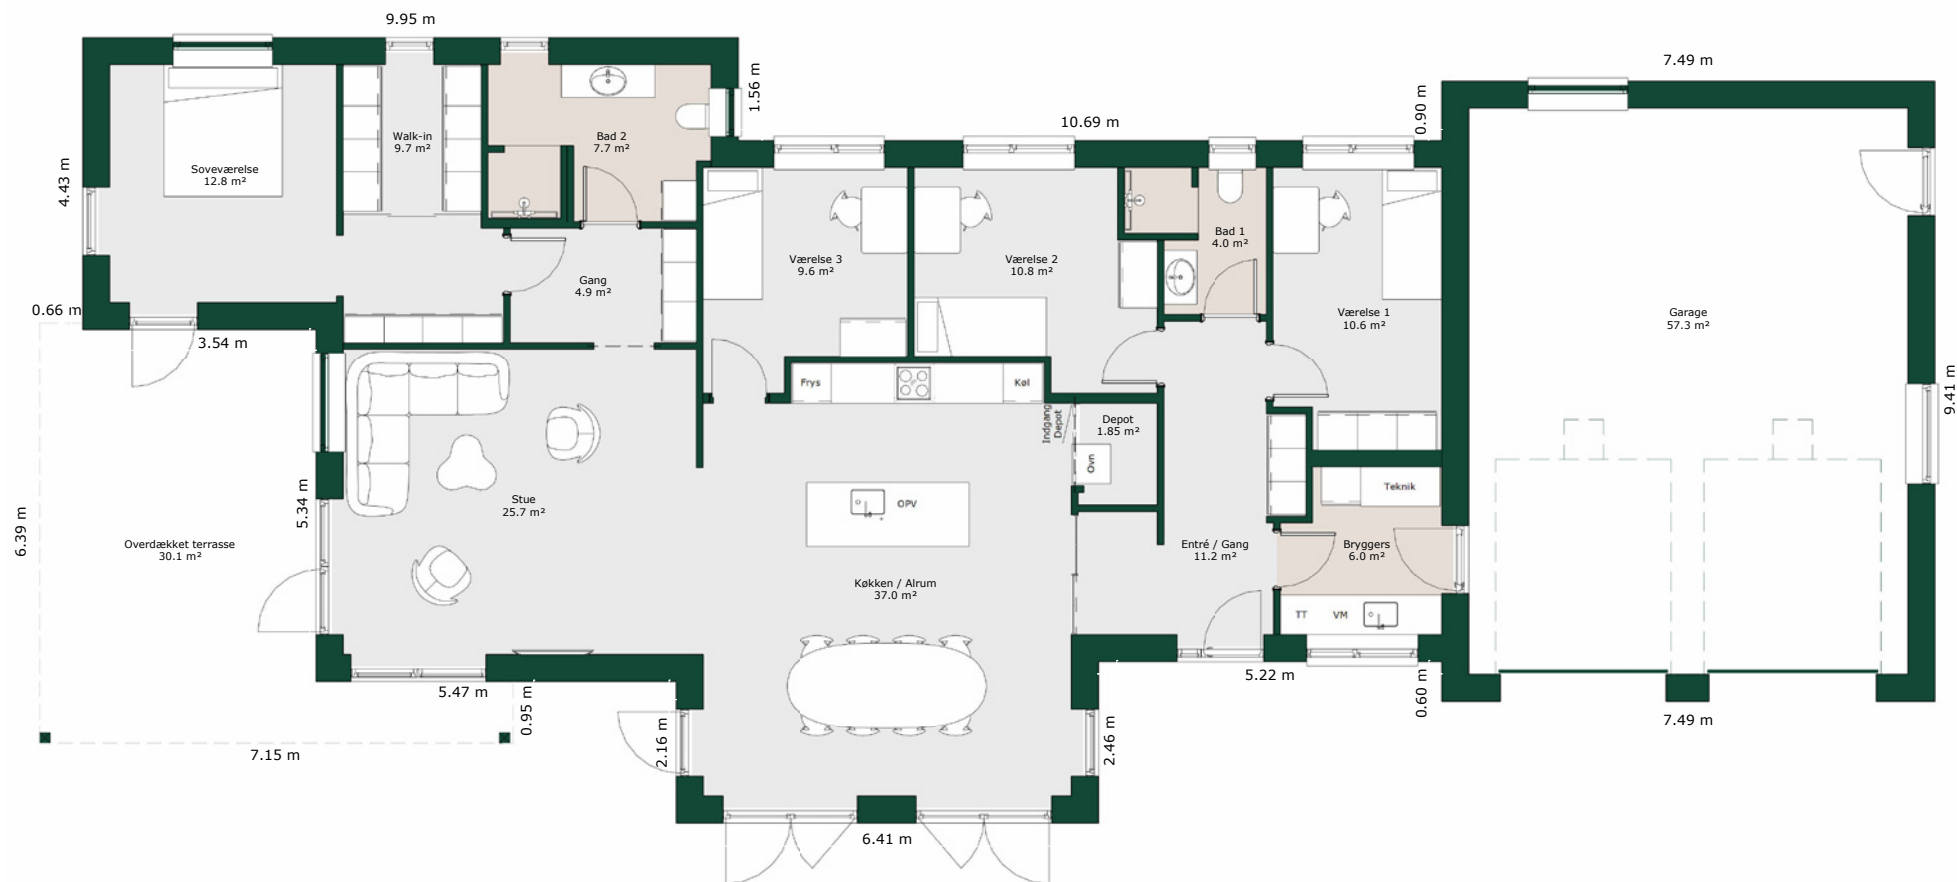 9.95 m
7.49 m
1.56 m
0.90 m
10.69 m
Walk-in
9.7 m²
Bad 2
7.7 m²
Soveværelse
12.8 m²
4.43 m
Bad 1
4.0 m²
Værelse 3
9.6 m²
Værelse 2
10.8 m²
Gang
4.9 m²
0.66 m
3.54 m
Værelse 1
10.6 m²
Garage
57.3 m²
Frys
Køl
9.41 m
Indgang
Depot
Depot
1.85 m²
Ovn
Teknik
Stue
25.7 m²
OPV
5.34 m
6.39 m
Overdækket terrasse
30.1 m²
Entré / Gang
11.2 m²
Bryggers
6.0 m²
Køkken / Alrum
37.0 m²
TT
VM
5.22 m
0.60 m
5.47 m
0.95 m
7.49 m
2.16 m
2.46 m
7.15 m
6.41 m